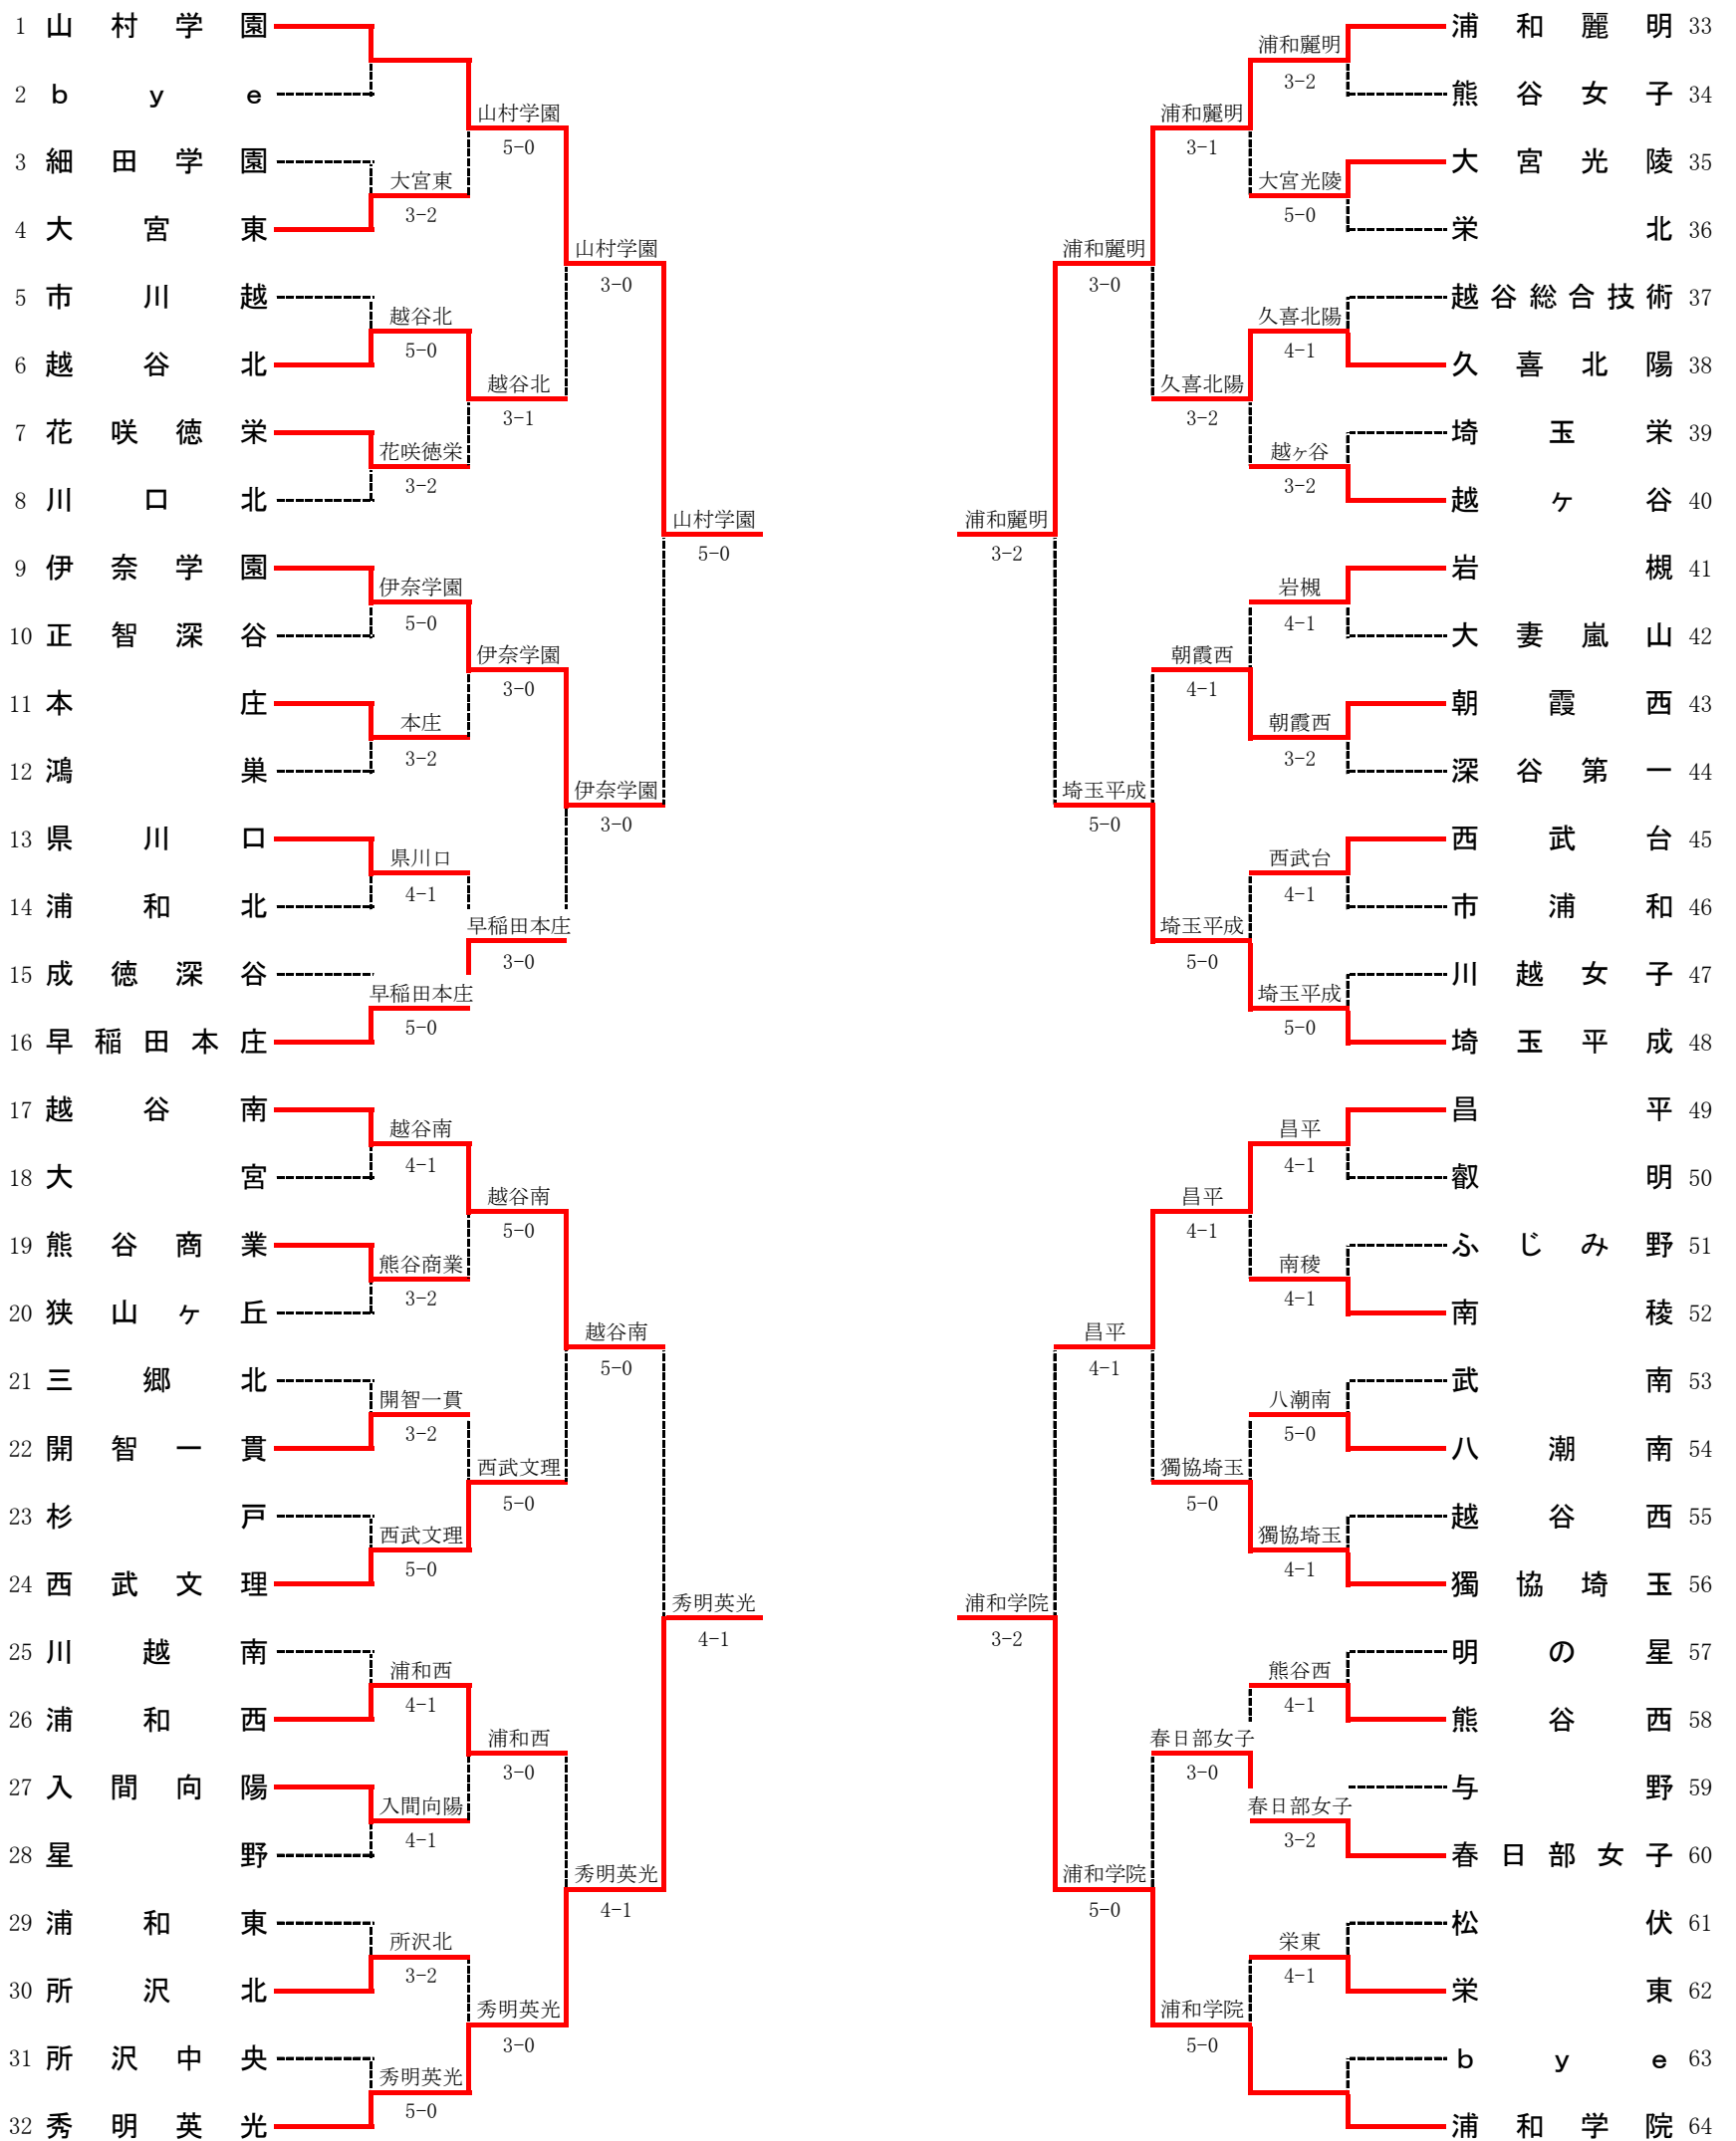 1 山村学園
2 bye
3 細田学園
4 大宮東
5 市川越
6 越谷北
7 花咲徳栄
8 川口北
9 伊奈学園
10 正智深谷
11 本庄
12 鴻巣
13 県川口
14 浦和北
15 成徳深谷
16 早稲田本庄
17 越谷南
18 大宮
19 熊谷商業
20 狭山ヶ丘
21 三郷北
22 開智一貫
23 杉戸
24 西武文理
25 川越南
26 浦和西
27 入間向陽
28 星野
29 浦和東
30 所沢北
31 所沢中央
32 秀明英光
大宮東
3-2
越谷北
5-0
花咲徳栄
3-2
伊奈学園
5-0
本庄
3-2
県川口
4-1
早稲田本庄
5-0
越谷南
4-1
熊谷商業
3-2
開智一貫
3-2
西武文理
5-0
浦和西
4-1
入間向陽
4-1
所沢北
3-2
秀明英光
5-0
山村学園
5-0
越谷北
3-1
伊奈学園
3-0
早稲田本庄
3-0
越谷南
5-0
西武文理
5-0
浦和西
3-0
秀明英光
3-0
山村学園
3-0
伊奈学園
3-0
越谷南
5-0
秀明英光
4-1
山村学園
5-0
秀明英光
4-1
浦和麗明
3-2
浦和学院
3-2
浦和麗明
3-0
埼玉平成
5-0
昌平
4-1
浦和学院
5-0
浦和麗明
3-1
久喜北陽
3-2
朝霞西
4-1
埼玉平成
5-0
昌平
4-1
獨協埼玉
5-0
春日部女子
3-0
浦和学院
5-0
浦和麗明
3-2
大宮光陵
5-0
久喜北陽
4-1
越ヶ谷
3-2
岩槻
4-1
朝霞西
3-2
西武台
4-1
埼玉平成
5-0
昌平
4-1
南稜
4-1
八潮南
5-0
獨協埼玉
4-1
熊谷西
4-1
春日部女子
3-2
栄東
4-1
浦和麗明 33
熊谷女子 34
大宮光陵 35
栄北 36
越谷総合技術 37
久喜北陽 38
埼玉栄 39
越ヶ谷 40
岩槻 41
大妻嵐山 42
朝霞西 43
深谷第一 44
西武台 45
市浦和 46
川越女子 47
埼玉平成 48
昌平 49
叡明 50
ふじみ野 51
南稜 52
武南 53
八潮南 54
越谷西 55
獨協埼玉 56
明の星 57
熊谷西 58
与野 59
春日部女子 60
松伏 61
栄東 62
bye 63
浦和学院 64